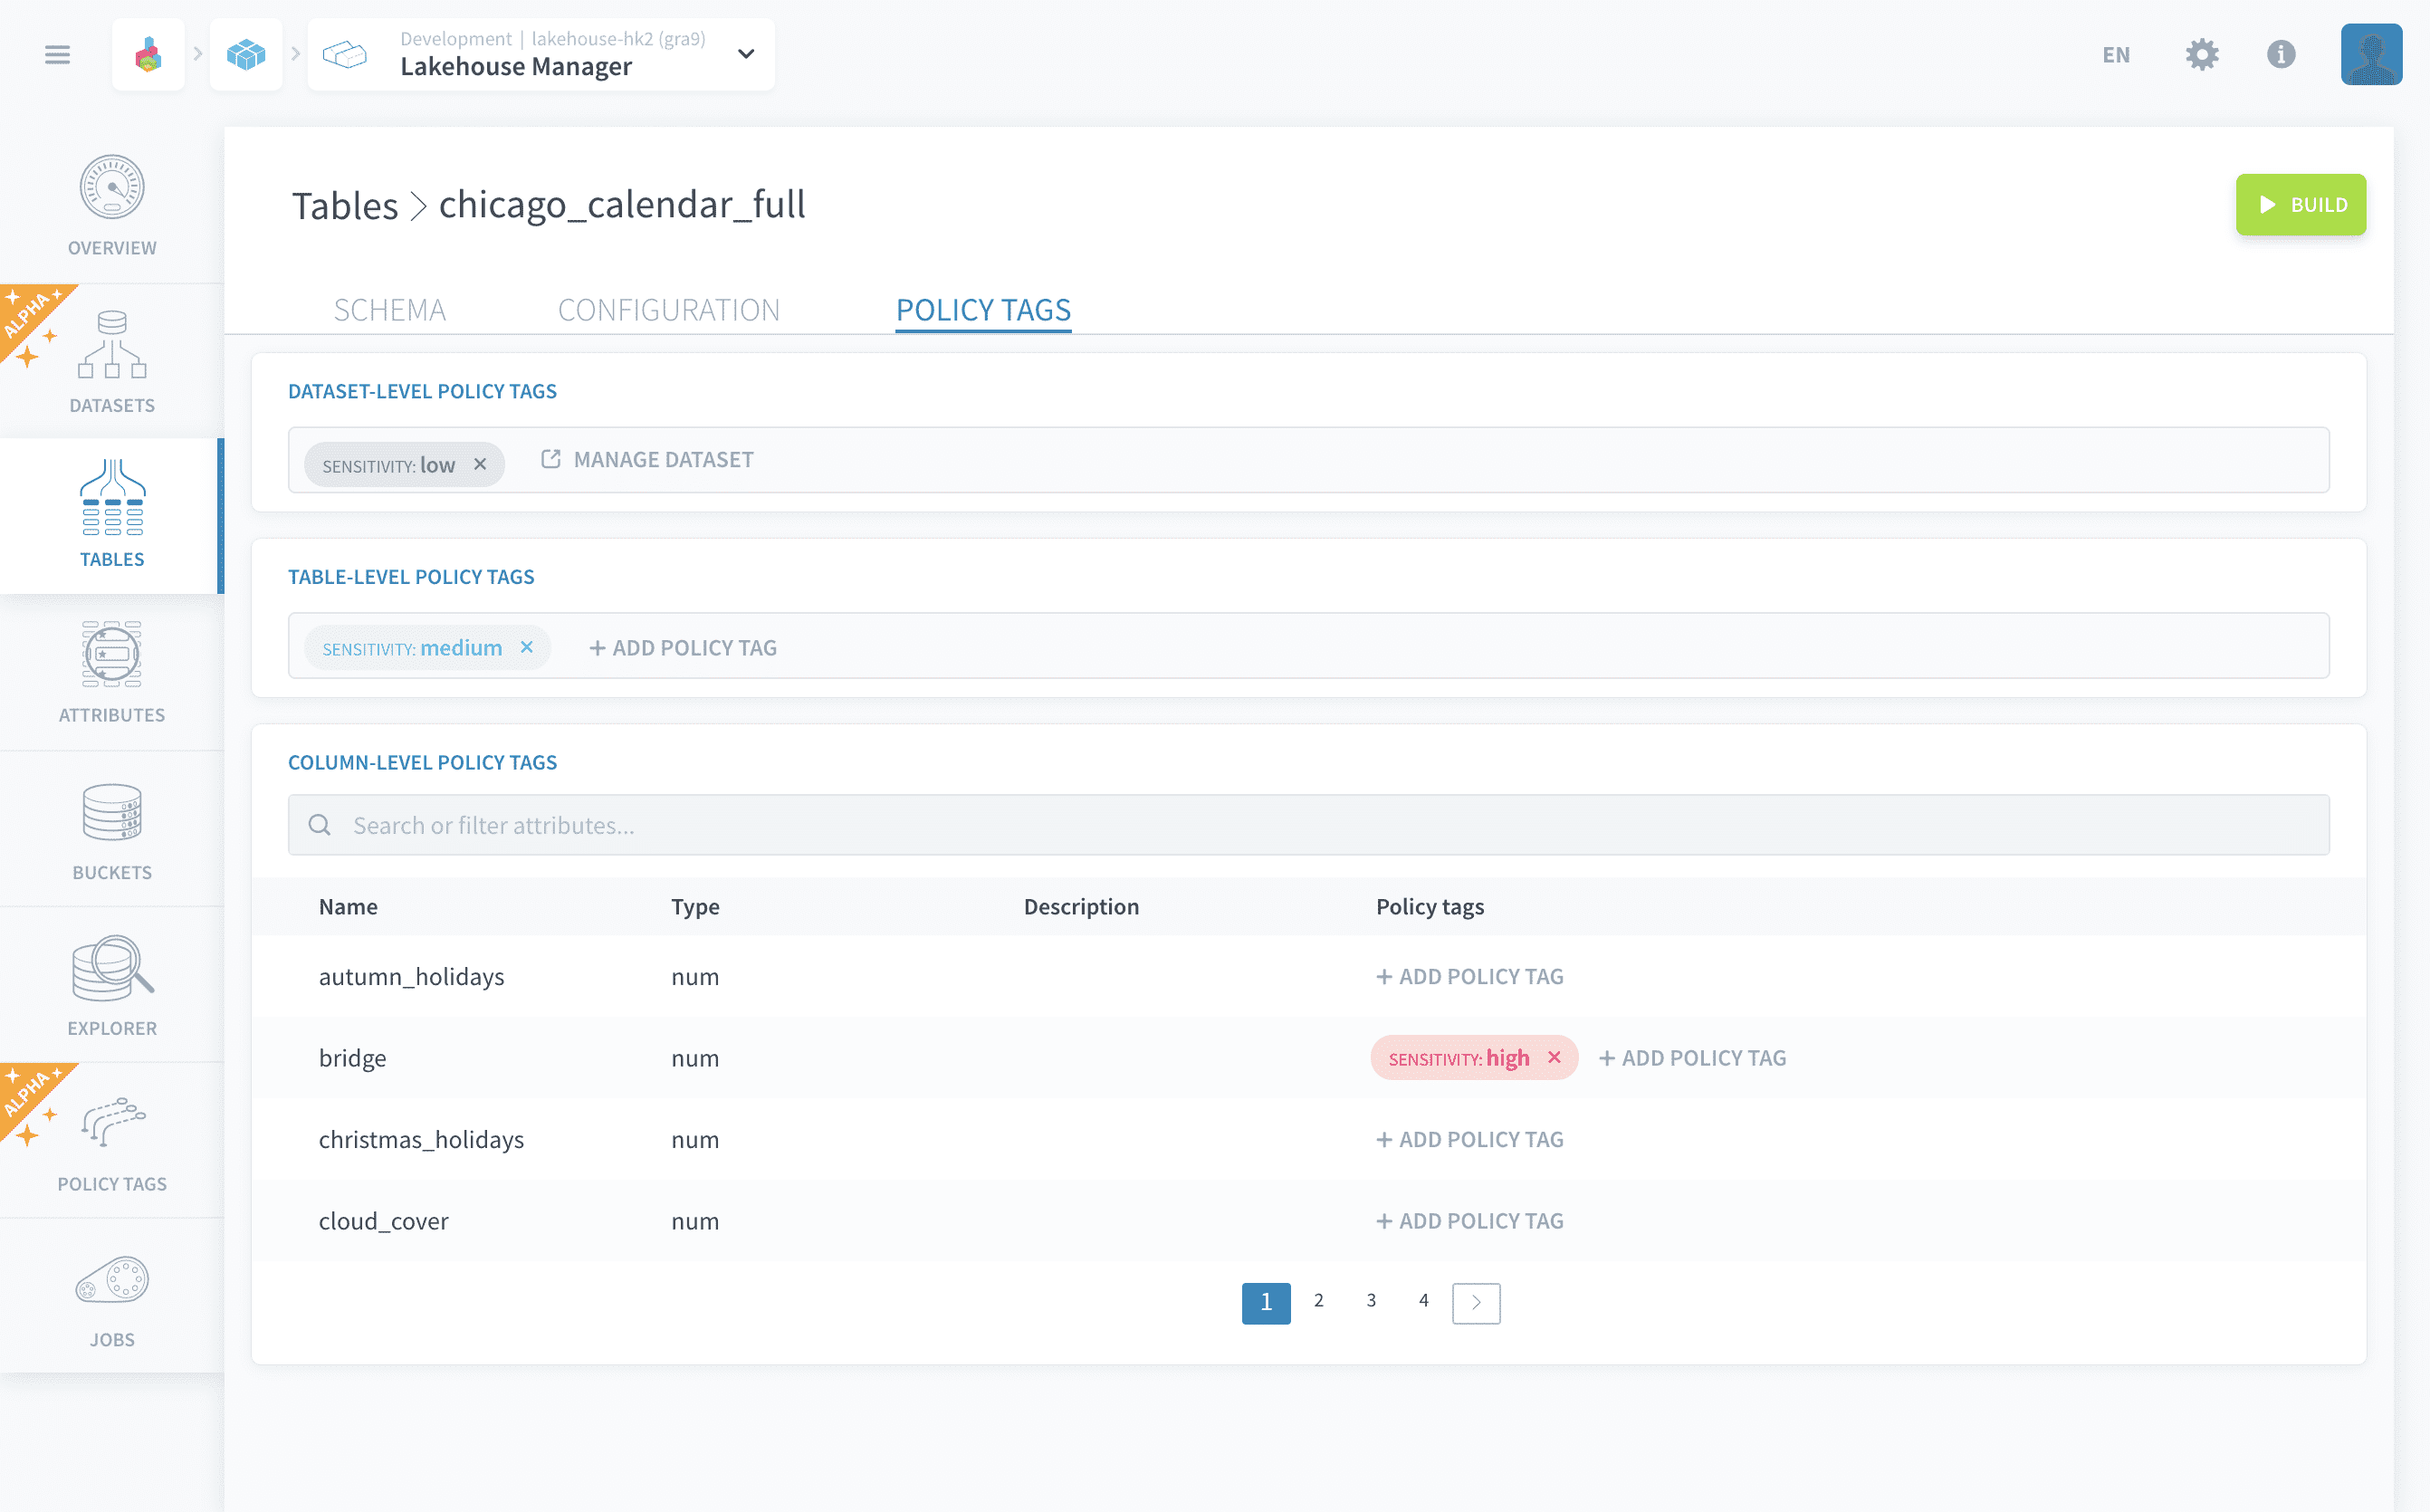 Development | lakehouse-hk2 (gra9)
Lakehouse Manager
EN
OVERVIEW
ALPHA
DATASETS
TABLES
ATTRIBUTES
BUCKETS
EXPLORER
ALPHA
POLICY TAGS
JOBS
Tables > chicago_calendar_full
BUILD
SCHEMA CONFIGURATION POLICY TAGS
DATASET-LEVEL POLICY TAGS
SENSITIVITY: low × MANAGE DATASET
TABLE-LEVEL POLICY TAGS
SENSITIVITY: medium × + ADD POLICY TAG
COLUMN-LEVEL POLICY TAGS
Search or filter attributes...
Name Type Description Policy tags
autumn_holidays num + ADD POLICY TAG
bridge num SENSITIVITY: high × + ADD POLICY TAG
christmas_holidays num + ADD POLICY TAG
cloud_cover num + ADD POLICY TAG
1 2 3 4 >